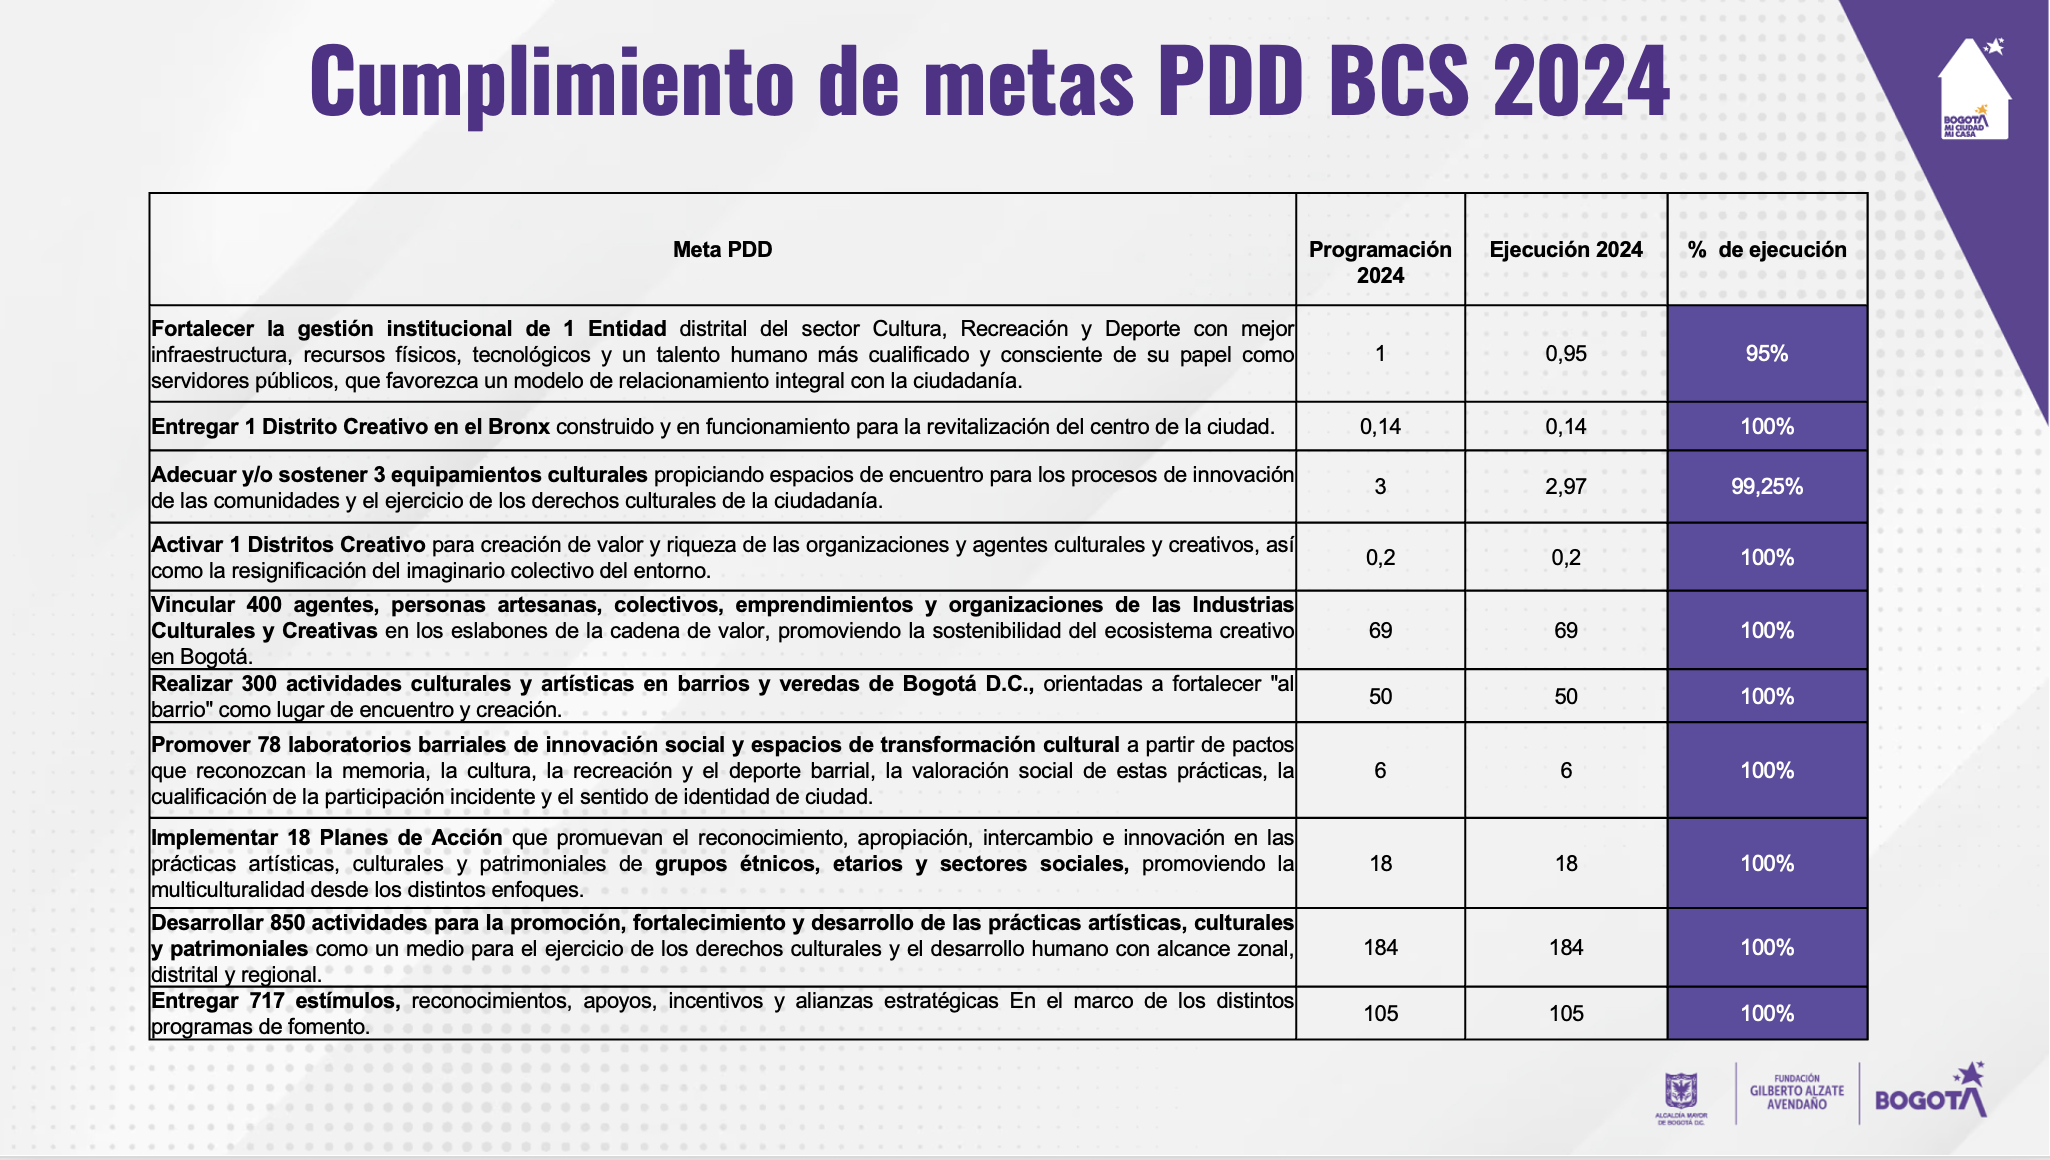 Cumplimiento de metas PDD BCS 2024
BOGOTÁ
MI CIUDAD
MI CASA
Meta PDD
Programación
2024
Ejecución 2024
% de ejecución
Fortalecer la gestión institucional de 1 Entidad distrital del sector Cultura, Recreación y Deporte con mejor
infraestructura, recursos físicos, tecnológicos y un talento humano más cualificado y consciente de su papel como
servidores públicos, que favorezca un modelo de relacionamiento integral con la ciudadanía.
1
0,95
95%
Entregar 1 Distrito Creativo en el Bronx construido y en funcionamiento para la revitalización del centro de la ciudad.
0,14
0,14
100%
Adecuar y/o sostener 3 equipamientos culturales propiciando espacios de encuentro para los procesos de innovación
de las comunidades y el ejercicio de los derechos culturales de la ciudadanía.
3
2,97
99,25%
Activar 1 Distritos Creativo para creación de valor y riqueza de las organizaciones y agentes culturales y creativos, así
como la resignificación del imaginario colectivo del entorno.
0,2
0,2
100%
Vincular 400 agentes, personas artesanas, colectivos, emprendimientos y organizaciones de las Industrias
Culturales y Creativas en los eslabones de la cadena de valor, promoviendo la sostenibilidad del ecosistema creativo
en Bogotá.
69
69
100%
Realizar 300 actividades culturales y artísticas en barrios y veredas de Bogotá D.C., orientadas a fortalecer "al
barrio" como lugar de encuentro y creación.
50
50
100%
Promover 78 laboratorios barriales de innovación social y espacios de transformación cultural a partir de pactos
que reconozcan la memoria, la cultura, la recreación y el deporte barrial, la valoración social de estas prácticas, la
cualificación de la participación incidente y el sentido de identidad de ciudad.
6
6
100%
Implementar 18 Planes de Acción que promuevan el reconocimiento, apropiación, intercambio e innovación en las
prácticas artísticas, culturales y patrimoniales de grupos étnicos, etarios y sectores sociales, promoviendo la
multiculturalidad desde los distintos enfoques.
18
18
100%
Desarrollar 850 actividades para la promoción, fortalecimiento y desarrollo de las prácticas artísticas, culturales
y patrimoniales como un medio para el ejercicio de los derechos culturales y el desarrollo humano con alcance zonal,
distrital y regional.
184
184
100%
Entregar 717 estímulos, reconocimientos, apoyos, incentivos y alianzas estratégicas En el marco de los distintos
programas de fomento.
105
105
100%
ALCALDÍA MAYOR
DE BOGOTÁ D.C.
FUNDACIÓN
GILBERTO ALZATE
AVENDAÑO
BOGOTÁ